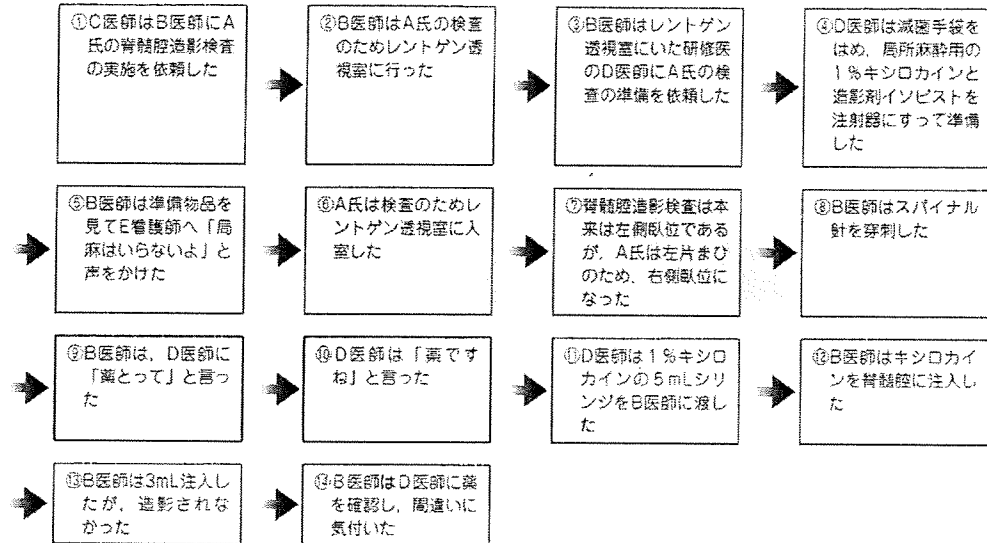 ①C医師はB医師にA
氏の脊髄腔造影検査
の実施を依頼した
②B医師はA氏の検査
のためレントゲン透
視室に行った
③B医師はレントゲン
透視室にいた研修医
のD医師にA氏の検
査の準備を依頼した
④D医師は滅菌手袋を
はめ，局所麻酔用の
1％キシロカインと
造影剤イソビストを
注射器にすって準備
した
⑤B医師は準備物品を
見てE看護師へ「局
麻はいらないよ」と
声をかけた
⑥A氏は検査のためレ
ントゲン透視室に入
室した
⑦脊髄腔造影検査は本
来は左側臥位である
が，A氏は左片まひ
のため，右側臥位に
なった
⑧B医師はスパイナル
針を穿刺した
⑨B医師は，D医師に
「薬とって」と言っ
た
⑩D医師は「薬です
ね」と言った
⑪D医師は1％キシロ
カインの5mLシリ
ンジをB医師に渡し
た
⑫B医師はキシロカイ
ンを脊髄腔に注入し
た
⑬B医師は3mL注入し
たが，造影されな
かった
⑭B医師はD医師に薬
を確認し，間違いに
気付いた